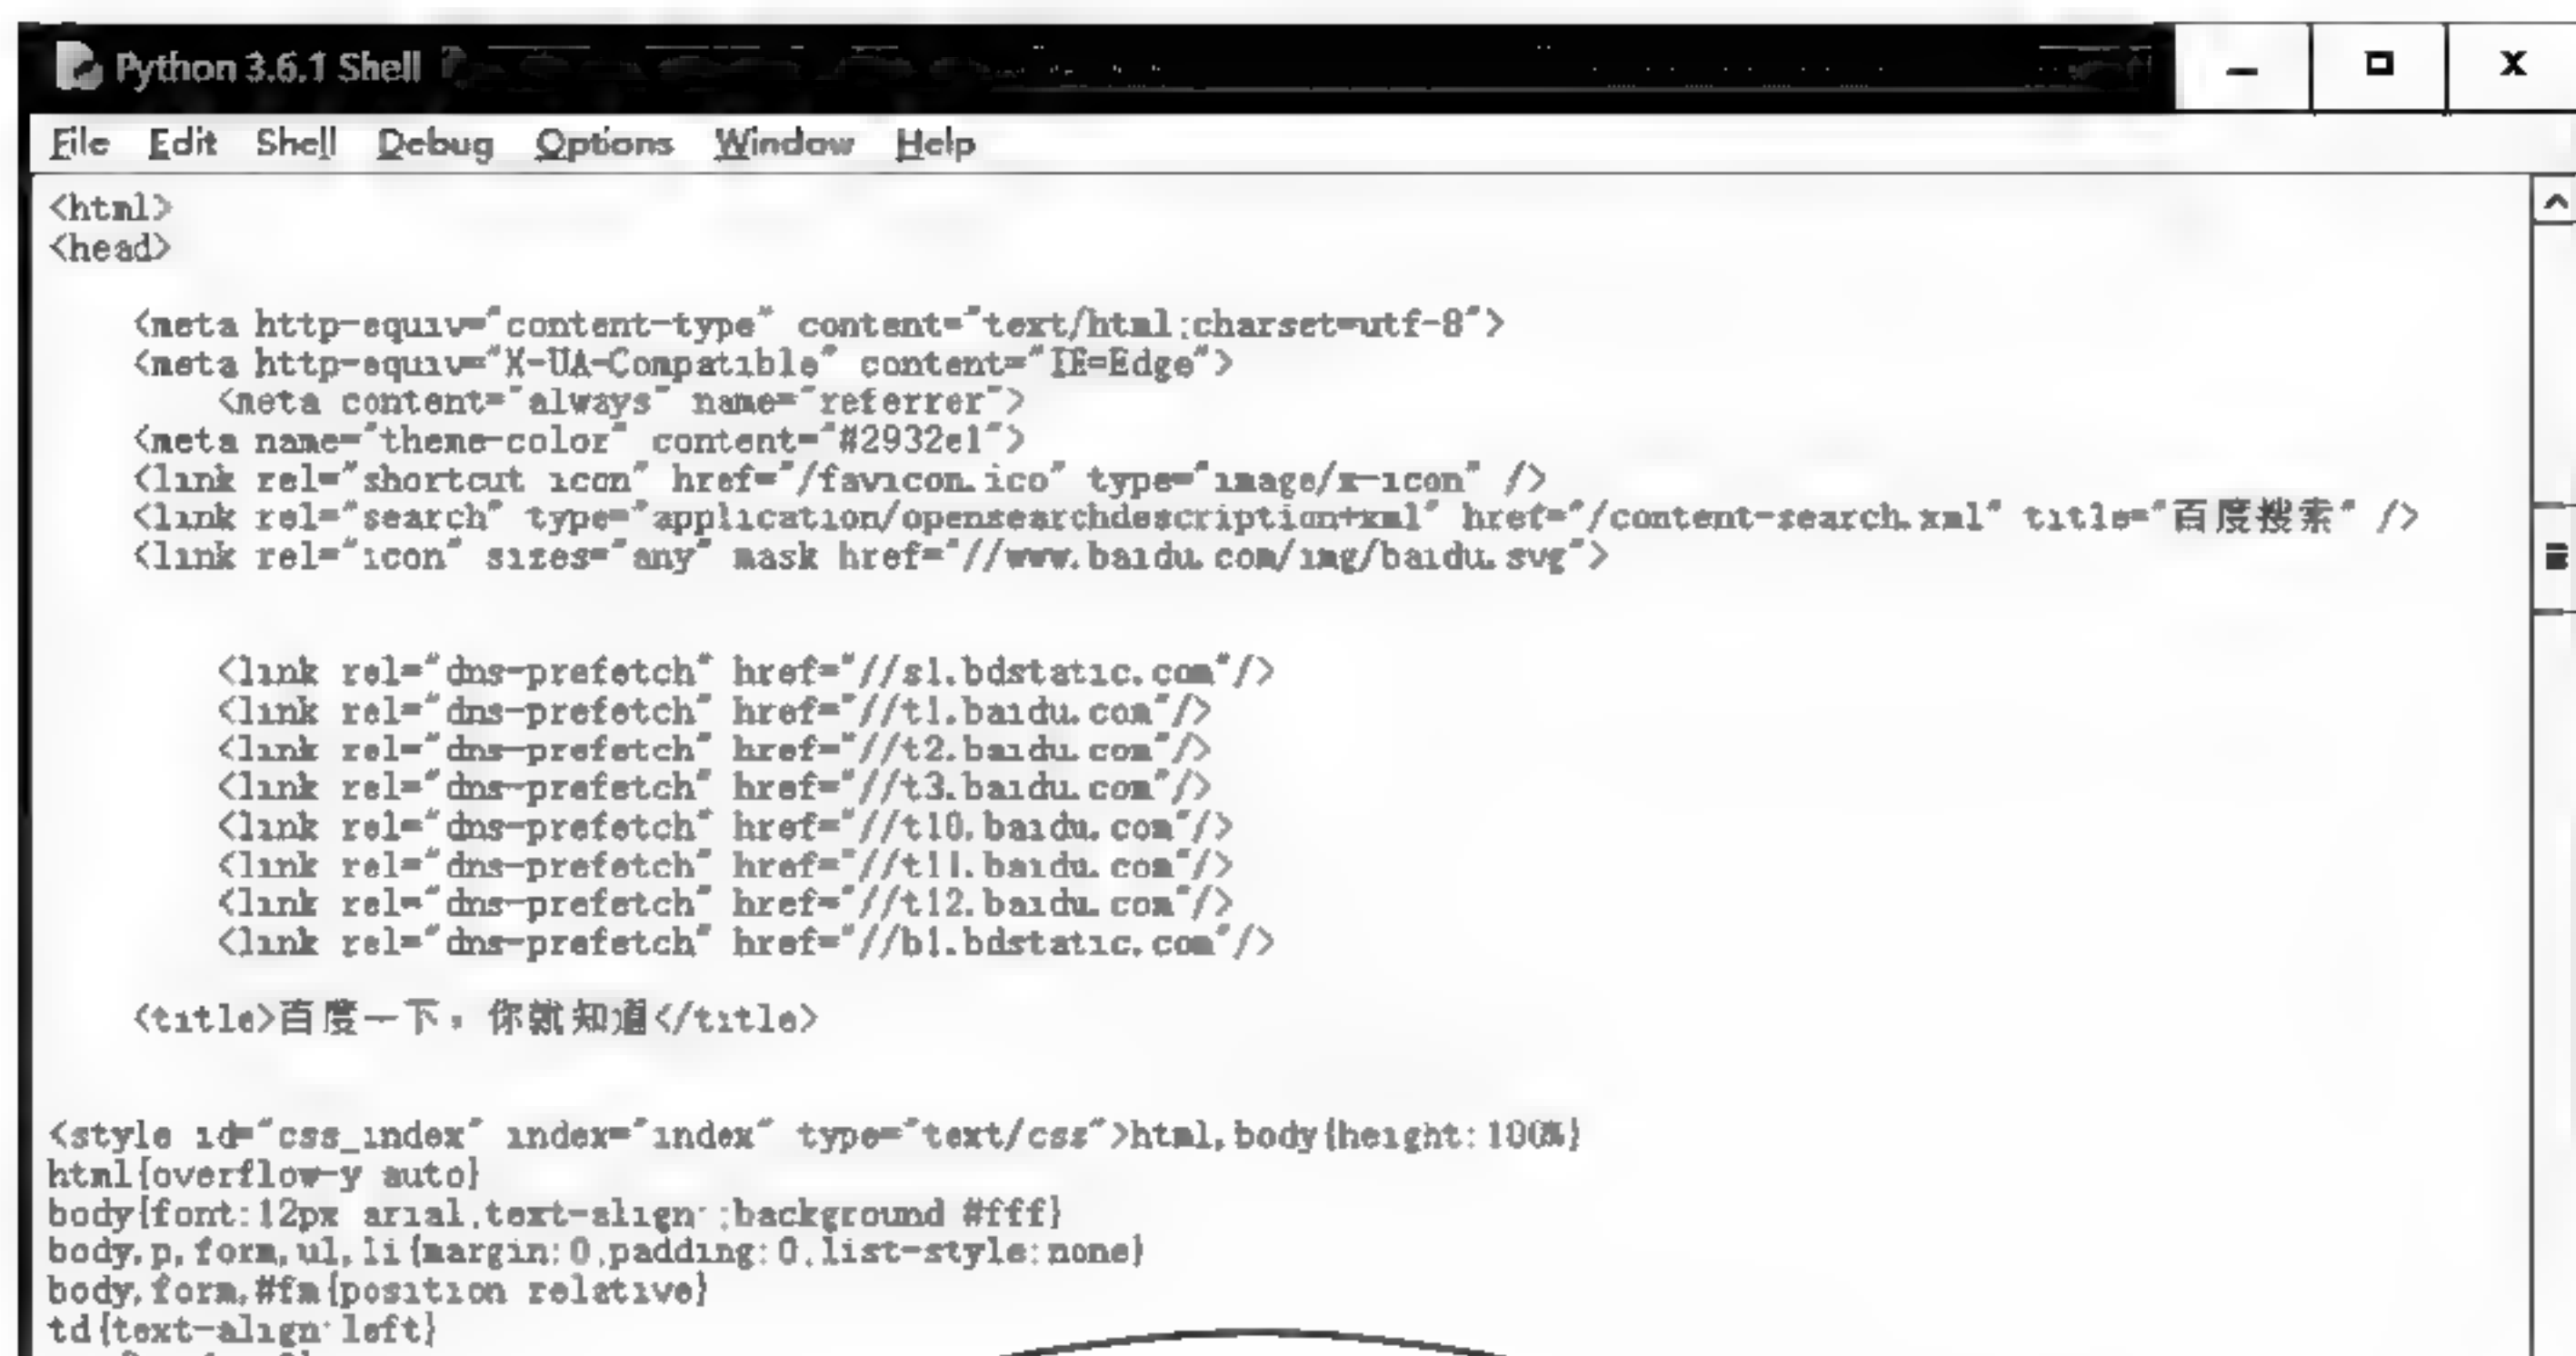 Python 3.6.1 Shell
File Edit Shell Debug Options Window Help
<html>
<head>
<meta http-equiv="content-type" content="text/html;charset=utf-8">
<meta http-equiv="X-UA-Compatible" content="IE=Edge">
<meta content="always" name="referrer">
<meta name="theme-color" content="#2932e1">
<link rel="shortcut icon" href="/favicon.ico" type="image/x-icon" />
<link rel="search" type="application/opensearchdescription+xml" href="/content-search.xml" title="百度搜索" />
<link rel="icon" sizes="any" mask href="//www.baidu.com/img/baidu.svg">
<link rel="dns-prefetch" href="//s1.bdstatic.com"/>
<link rel="dns-prefetch" href="//t1.baidu.com"/>
<link rel="dns-prefetch" href="//t2.baidu.com"/>
<link rel="dns-prefetch" href="//t3.baidu.com"/>
<link rel="dns-prefetch" href="//t10.baidu.com"/>
<link rel="dns-prefetch" href="//t11.baidu.com"/>
<link rel="dns-prefetch" href="//t12.baidu.com"/>
<link rel="dns-prefetch" href="//b1.bdstatic.com"/>
<title>百度一下，你就知道</title>
<style id="css_index" index="index" type="text/css">html,body{height:100%}
html{overflow-y auto}
body{font:12px arial,text-align:;background #fff}
body,p,form,ul,li{margin:0,padding:0,list-style:none}
body,form,#fm{position relative}
td{text-align:left}